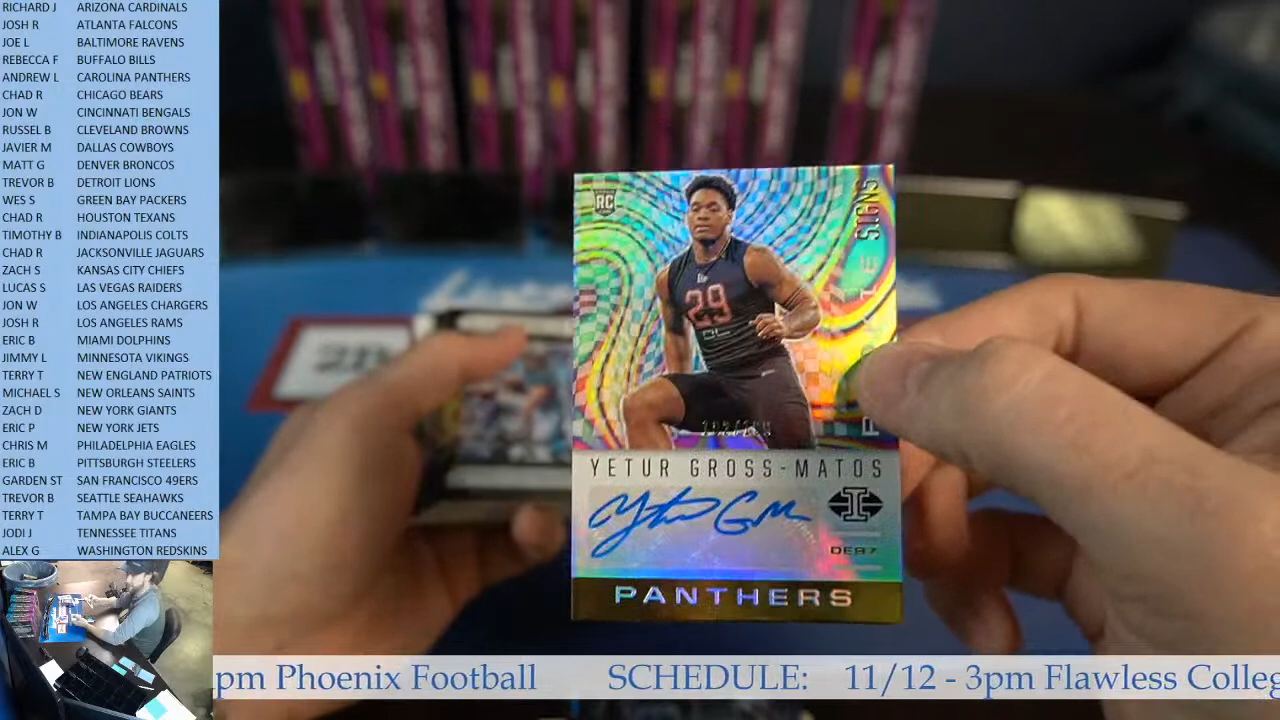 RICHARD J ARIZONA CARDINALS
JOSH R ATLANTA FALCONS
JOE L BALTIMORE RAVENS
REBECCA F BUFFALO BILLS
ANDREW L CAROLINA PANTHERS
CHAD R CHICAGO BEARS
JON W CINCINNATI BENGALS
RUSSEL B CLEVELAND BROWNS
JAVIER M DALLAS COWBOYS
MATT G DENVER BRONCOS
TREVOR B DETROIT LIONS
WES S GREEN BAY PACKERS
CHAD R HOUSTON TEXANS
TIMOTHY B INDIANAPOLIS COLTS
CHAD R JACKSONVILLE JAGUARS
ZACH S KANSAS CITY CHIEFS
LUCAS S LAS VEGAS RAIDERS
JON W LOS ANGELES CHARGERS
JOSH R LOS ANGELES RAMS
ERIC B MIAMI DOLPHINS
JIMMY L MINNESOTA VIKINGS
TERRY T NEW ENGLAND PATRIOTS
MICHAEL S NEW ORLEANS SAINTS
ZACH D NEW YORK GIANTS
ERIC P NEW YORK JETS
CHRIS M PHILADELPHIA EAGLES
ERIC B PITTSBURGH STEELERS
GARDEN ST SAN FRANCISCO 49ERS
TREVOR B SEATTLE SEAHAWKS
TERRY T TAMPA BAY BUCCANEERS
JODI J TENNESSEE TITANS
ALEX G WASHINGTON REDSKINS
RC
SIGNS
29
DL
YETUR GROSS-MATOS
I
DE97
PANTHERS
pm Phoenix Football SCHEDULE: 11/12 - 3pm Flawless Colleg